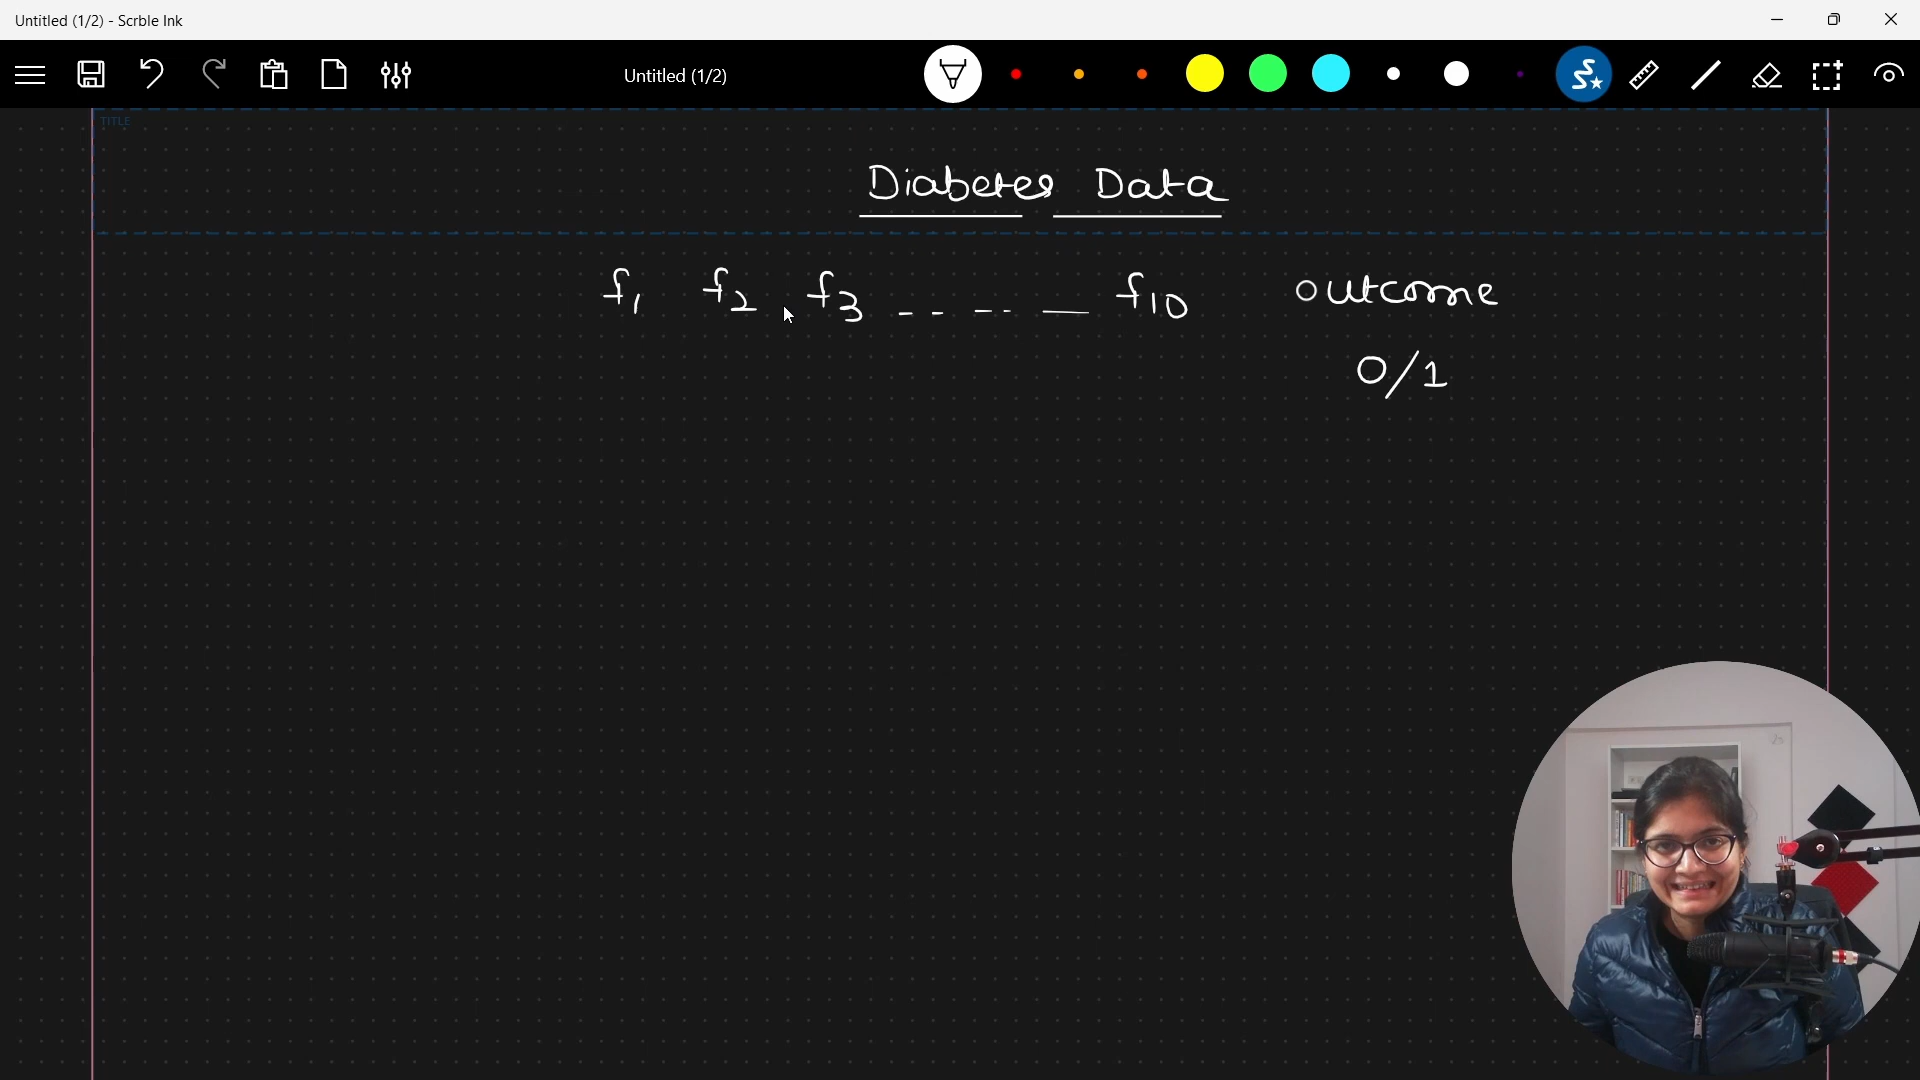 Untitled (1/2) - Scrble Ink
Untitled (1/2)
TITLE
Diabetes Data
f1 f2 f3 -- -- — f10 outcome
0/1